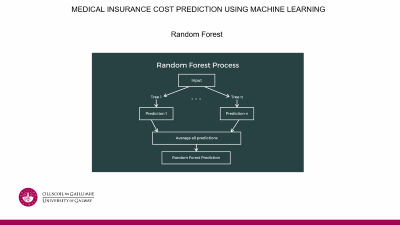 MEDICAL INSURANCE COST PREDICTION USING MACHINE LEARNING
Random Forest
Random Forest Process
Input
Tree 1
Tree n
Prediction 1
Prediction n
Average all predictions
Random Forest Prediction
OLLSCOIL NA GAILLIMHE
UNIVERSITY OF GALWAY